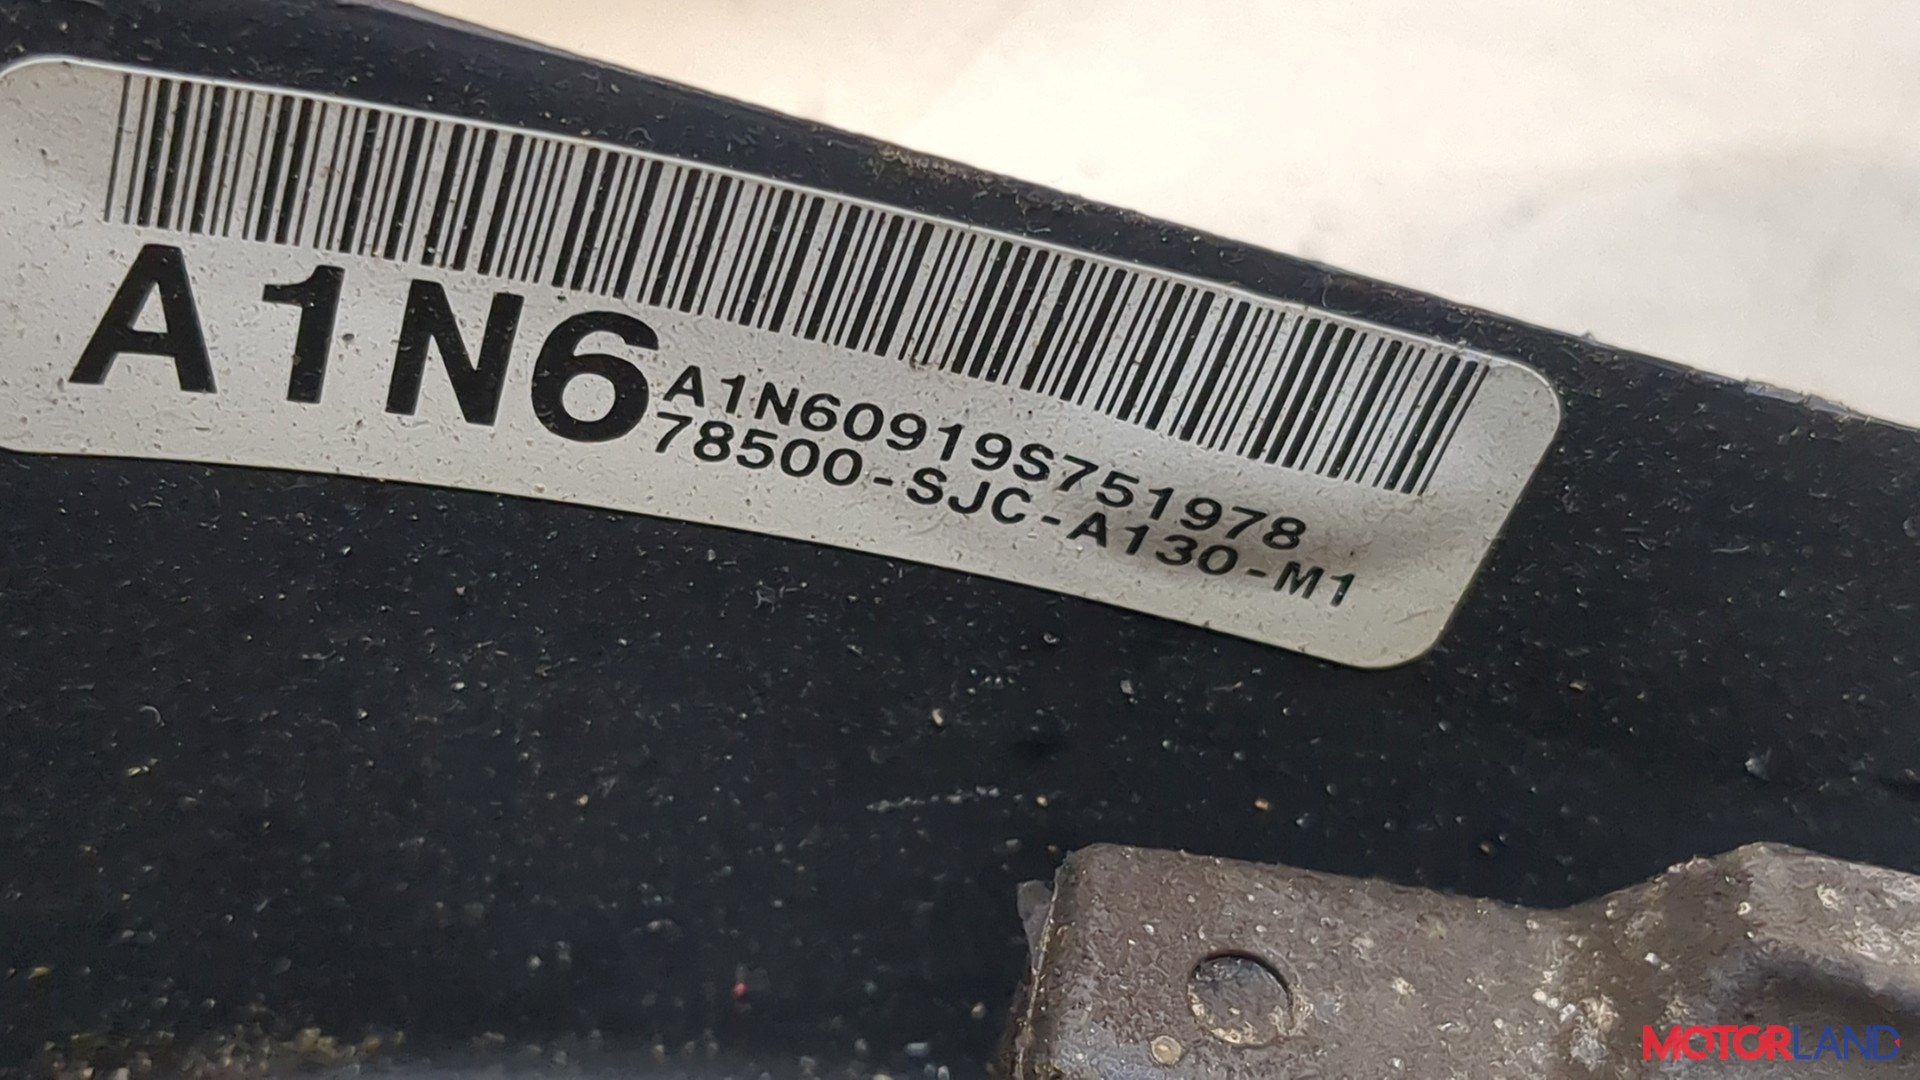 A1N6
A1N60919S751978
78500-SJC-A130-M1
MOTORLAND